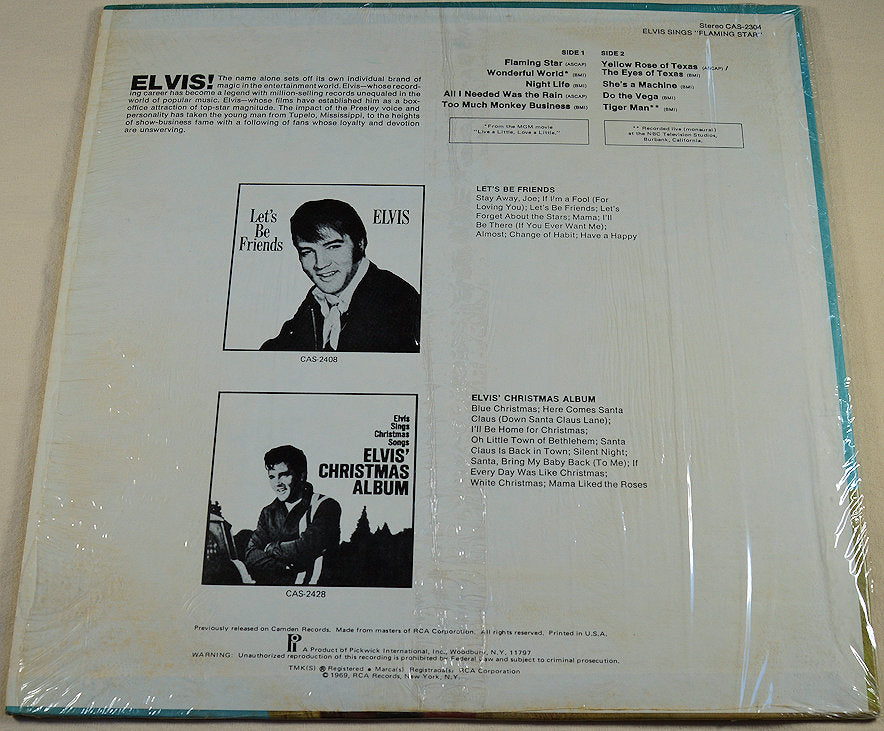 Stereo CAS-2304
ELVIS SINGS "FLAMING STAR"
ELVIS! The name alone sets off its own individual brand of
magic in the entertainment world. Elvis—whose record-
ing career has become a legend with million-selling records unequaled in the
world of popular music. Elvis—whose films have established him as a box-
office attraction of top-star magnitude. The impact of the Presley voice and
personality has taken the young man from Tupelo, Mississippi, to the heights
of show-business fame with a following of fans whose loyalty and devotion
are unswerving.
SIDE 1
Flaming Star (ASCAP)
Wonderful World* (BMI)
Night Life (BMI)
All I Needed Was the Rain (ASCAP)
Too Much Monkey Business (BMI)
*From the MGM movie
"Live a Little, Love a Little."
SIDE 2
Yellow Rose of Texas (ASCAP) /
The Eyes of Texas (BMI)
She's a Machine (BMI)
Do the Vega (BMI)
Tiger Man** (BMI)
** Recorded live (monaural)
at the NBC Television Studios,
Burbank, California.
Let's
Be
Friends
ELVIS
CAS-2408
LET'S BE FRIENDS
Stay Away, Joe; If I'm a Fool (For
Loving You); Let's Be Friends; Let's
Forget About the Stars; Mama; I'll
Be There (If You Ever Want Me);
Almost; Change of Habit; Have a Happy
Elvis
Sings
Christmas
Songs
ELVIS'
CHRISTMAS
ALBUM
CAS-2428
ELVIS' CHRISTMAS ALBUM
Blue Christmas; Here Comes Santa
Claus (Down Santa Claus Lane);
I'll Be Home for Christmas;
Oh Little Town of Bethlehem; Santa
Claus Is Back in Town; Silent Night;
Santa, Bring My Baby Back (To Me); If
Every Day Was Like Christmas;
White Christmas; Mama Liked the Roses
Previously released on Camden Records. Made from masters of RCA Corporation. All rights reserved. Printed in U.S.A.
A Product of Pickwick International, Inc., Woodbury, N.Y. 11797
WARNING: Unauthorized reproduction of this recording is prohibited by Federal Law and subject to criminal prosecution.
TMK(S) ® Registered • Marca(s) Registrada(s) RCA Corporation
© 1969, RCA Records, New York, N.Y.